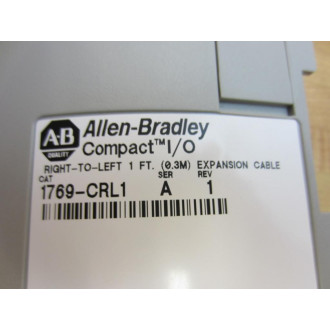 AB
QUALITY
Allen-Bradley
Compact™I/O
RIGHT-TO-LEFT 1 FT. (0.3M) EXPANSION CABLE
CAT SER REV
1769-CRL1 A 1